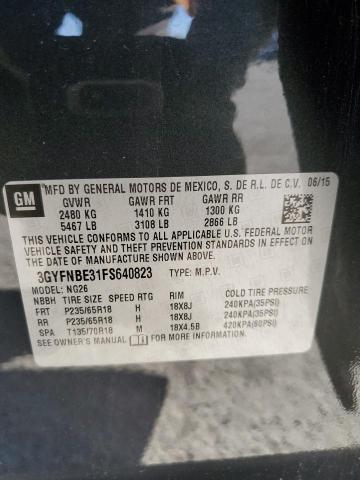 GM
MFD BY GENERAL MOTORS DE MEXICO, S. DE R.L. DE C.V. 06/15
GVWR GAWR FRT GAWR RR
2480 KG 1410 KG 1300 KG
5467 LB 3108 LB 2866 LB
THIS VEHICLE CONFORMS TO ALL APPLICABLE U.S. FEDERAL MOTOR VEHICLE SAFETY AND THEFT PREVENTION STANDARDS IN EFFECT ON THE DATE OF MANUFACTURE SHOWN ABOVE.
3GYFNBE31FS640823 TYPE: M.P.V.
MODEL: NG26
NBBH TIRE SIZE SPEED RTG RIM COLD TIRE PRESSURE
FRT P235/65R18 H 18X8J 240KPA(35PSI)
RR P235/65R18 H 18X8J 240KPA(35PSI)
SPA T135/70R18 M 18X4.5B 420KPA(60PSI)
SEE OWNER'S MANUAL